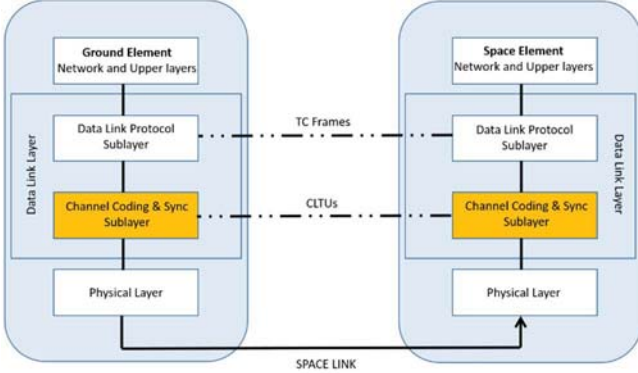 Ground Element
Network and Upper layers
Data Link Layer
Data Link Protocol
Sublayer
Channel Coding & Sync
Sublayer
Physical Layer
TC Frames
CLTUs
SPACE LINK
Space Element
Network and Upper layers
Data Link Protocol
Sublayer
Channel Coding & Sync
Sublayer
Data Link Layer
Physical Layer